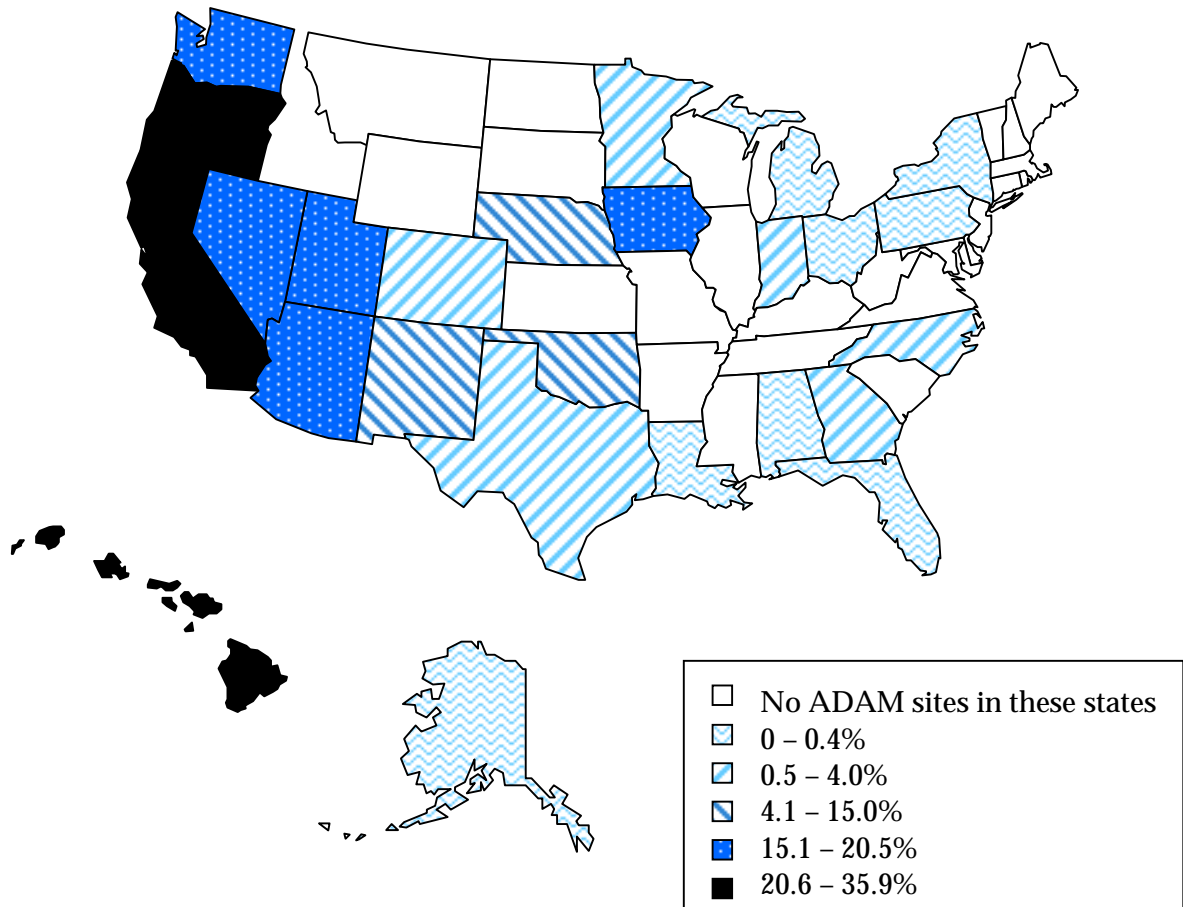 No ADAM sites in these states
0 – 0.4%
0.5 – 4.0%
4.1 – 15.0%
15.1 – 20.5%
20.6 – 35.9%